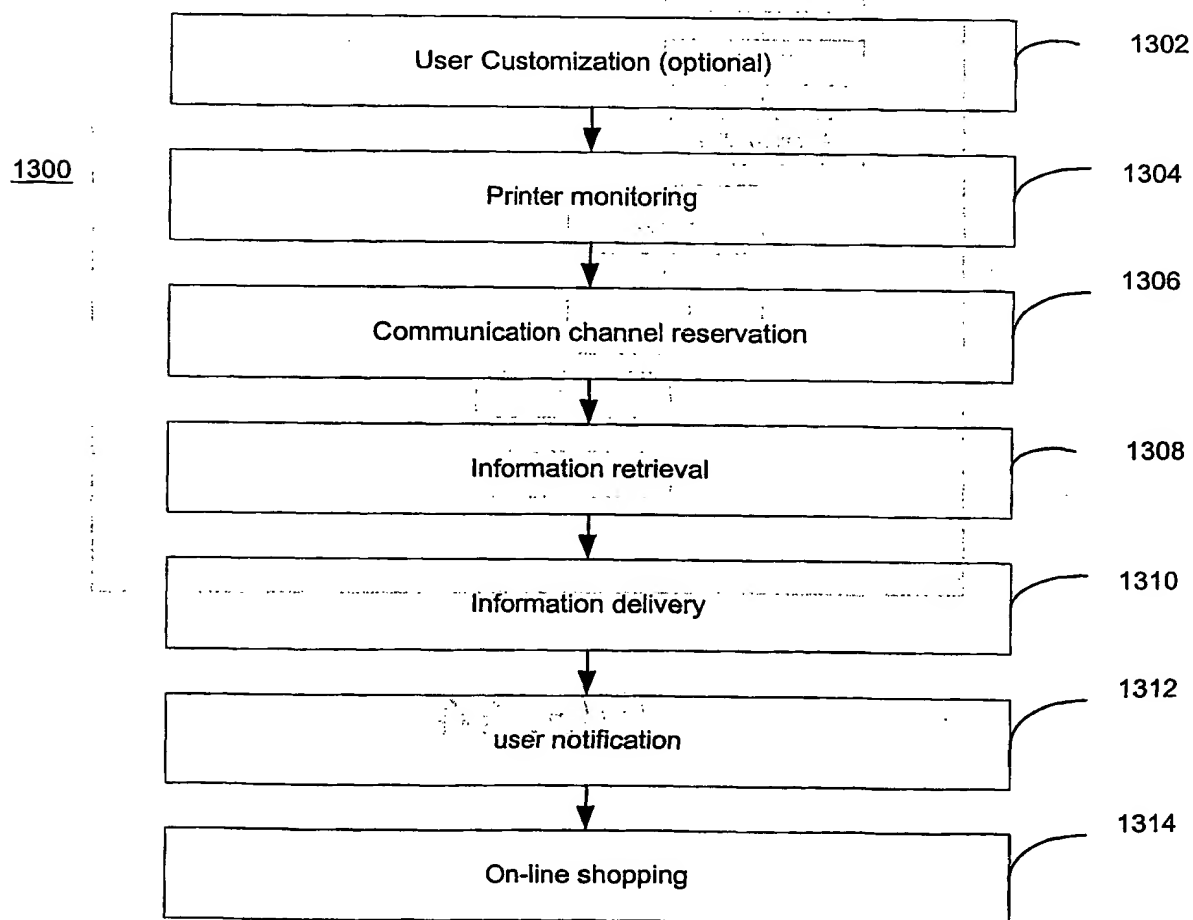 User Customization (optional)
1302
1300
Printer monitoring
1304
Communication channel reservation
1306
Information retrieval
1308
Information delivery
1310
user notification
1312
On-line shopping
1314